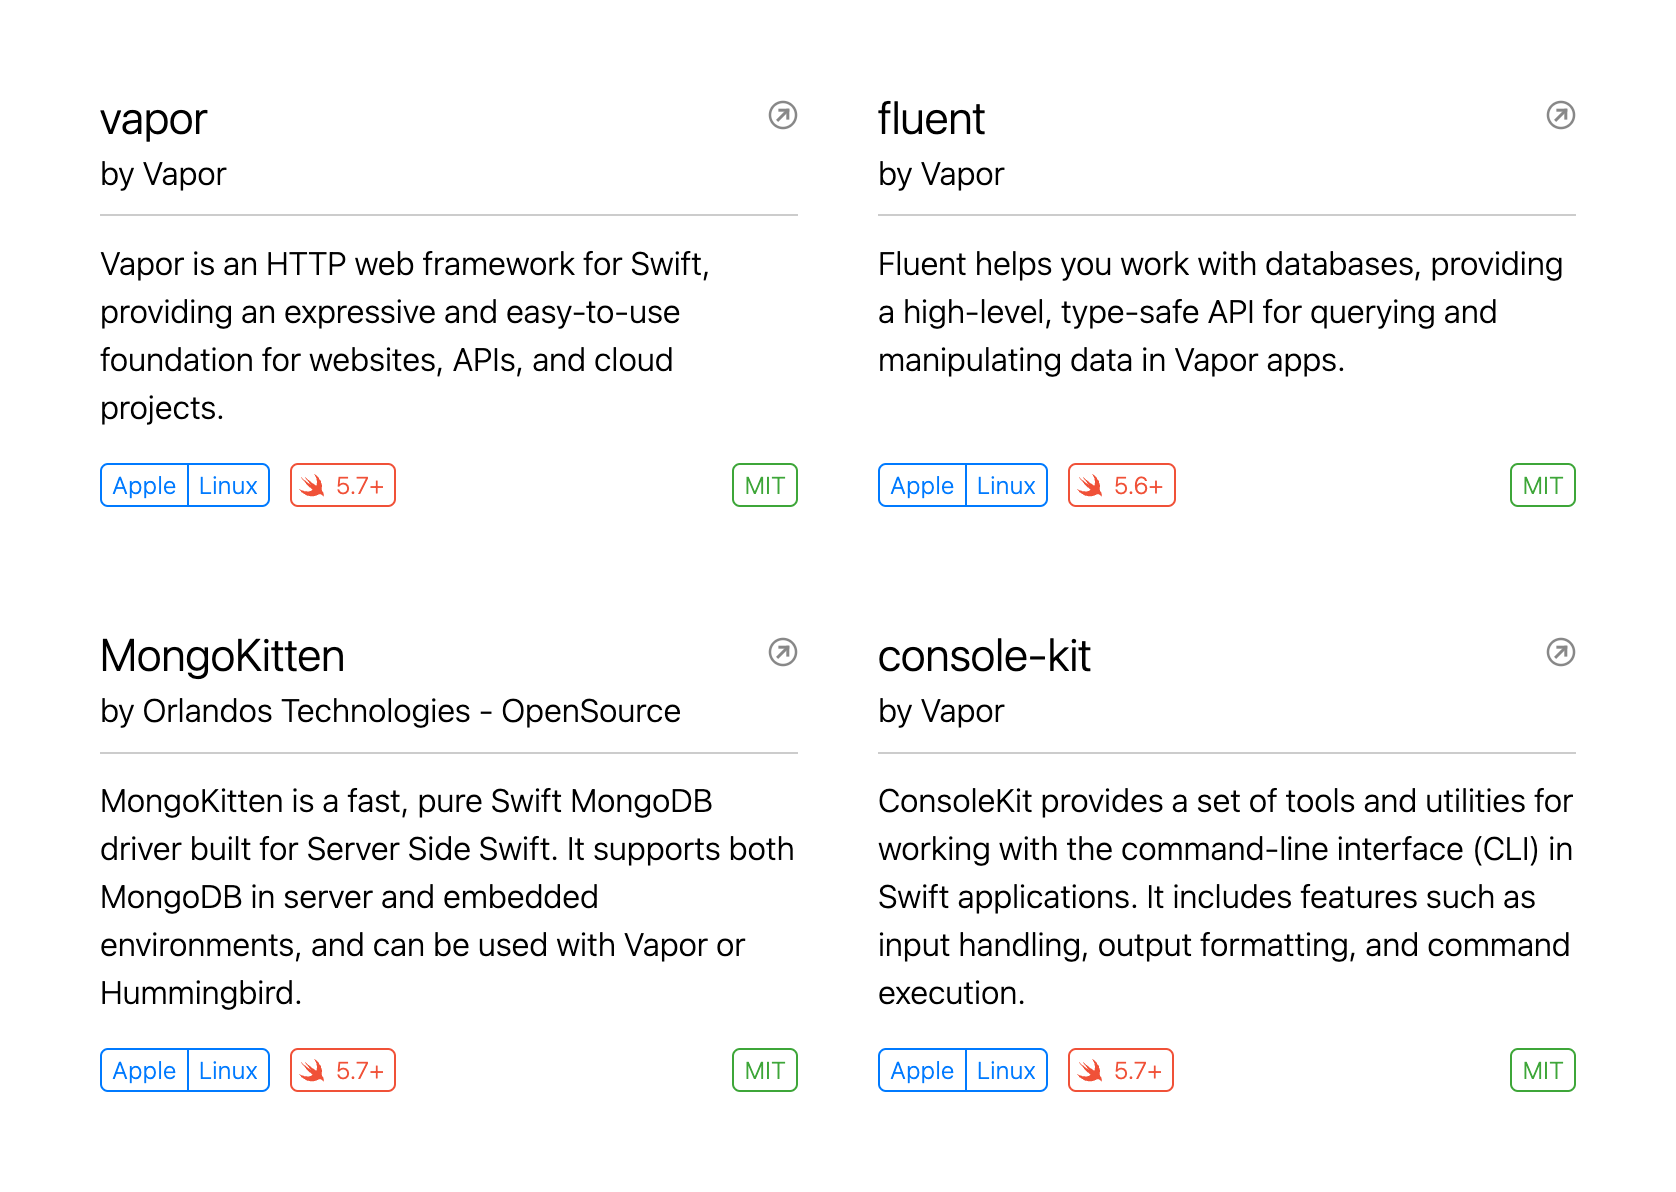 vapor
by Vapor
Vapor is an HTTP web framework for Swift,
providing an expressive and easy-to-use
foundation for websites, APIs, and cloud
projects.
Apple Linux 5.7+ MIT
fluent
by Vapor
Fluent helps you work with databases, providing
a high-level, type-safe API for querying and
manipulating data in Vapor apps.
Apple Linux 5.6+ MIT
MongoKitten
by Orlandos Technologies - OpenSource
MongoKitten is a fast, pure Swift MongoDB
driver built for Server Side Swift. It supports both
MongoDB in server and embedded
environments, and can be used with Vapor or
Hummingbird.
Apple Linux 5.7+ MIT
console-kit
by Vapor
ConsoleKit provides a set of tools and utilities for
working with the command-line interface (CLI) in
Swift applications. It includes features such as
input handling, output formatting, and command
execution.
Apple Linux 5.7+ MIT